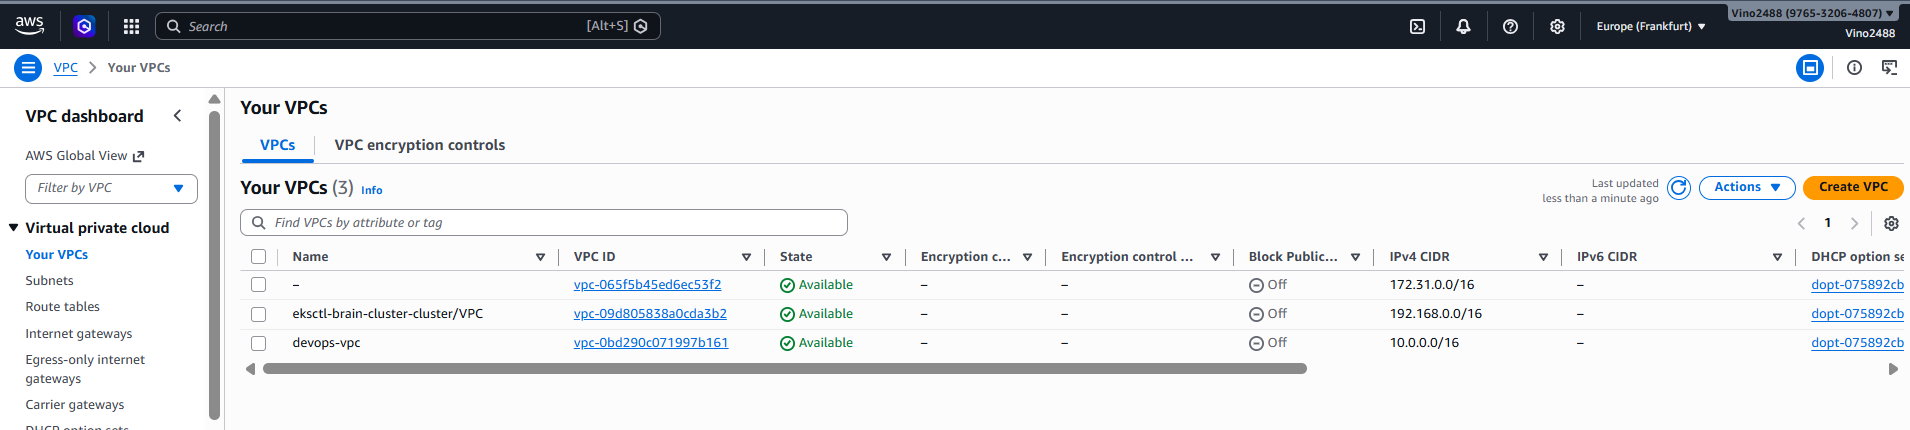 aws
Search [Alt+S]
Europe (Frankfurt)
Vino2488 (9765-3206-4807)
Vino2488
VPC > Your VPCs
VPC dashboard
AWS Global View
Filter by VPC
Virtual private cloud
Your VPCs
Subnets
Route tables
Internet gateways
Egress-only internet
gateways
Carrier gateways
DHCP option sets
Your VPCs
VPCs VPC encryption controls
Your VPCs (3) Info
Last updated
less than a minute ago
Actions
Create VPC
Find VPCs by attribute or tag
1
Name VPC ID State Encryption c... Encryption control ... Block Public... IPv4 CIDR IPv6 CIDR DHCP option se
– vpc-065f5b45ed6ec53f2 Available – – Off 172.31.0.0/16 – dopt-075892cb
eksctl-brain-cluster-cluster/VPC vpc-09d805838a0cda3b2 Available – – Off 192.168.0.0/16 – dopt-075892cb
devops-vpc vpc-0bd290c071997b161 Available – – Off 10.0.0.0/16 – dopt-075892cb